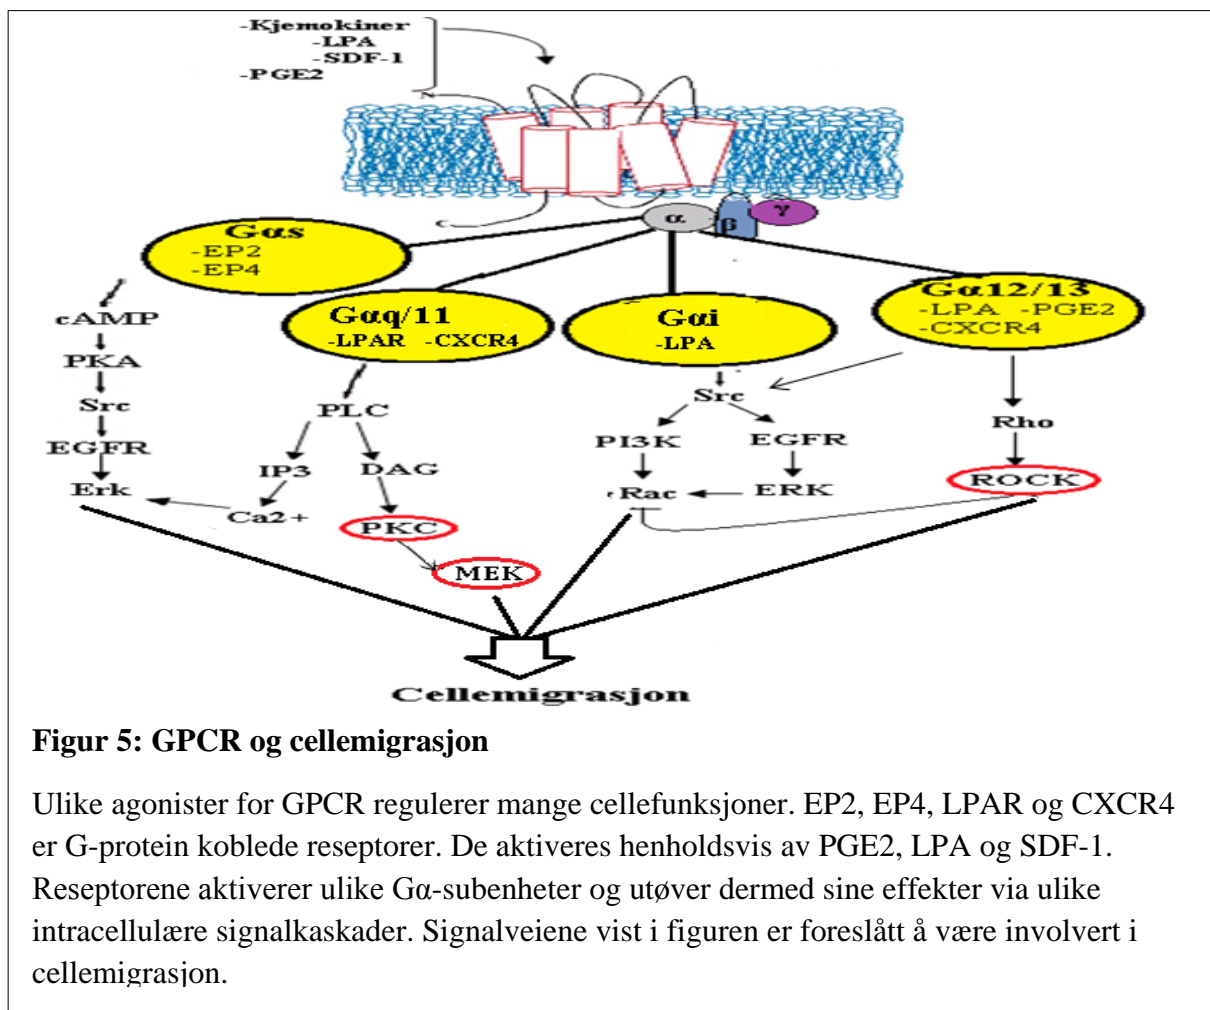 -Kjemokiner
-LPA
-SDF-1
-PGE2
N
C
α
β
γ
Gαs
-EP2
-EP4
Gαq/11
-LPAR -CXCR4
Gαi
-LPA
Gα12/13
-LPA -PGE2
-CXCR4
cAMP
PKA
Src
EGFR
Erk
PLC
IP3 DAG
Ca2+
PKC
MEK
Src
PI3K EGFR
Rac ERK
Rho
ROCK
Cellemigrasjon
Figur 5: GPCR og cellemigrasjon
Ulike agonister for GPCR regulerer mange cellefunksjoner. EP2, EP4, LPAR og CXCR4
er G-protein koblede reseptorer. De aktiveres henholdsvis av PGE2, LPA og SDF-1.
Reseptorene aktiverer ulike Gα-subenheter og utøver dermed sine effekter via ulike
intracellulære signalkaskader. Signalveiene vist i figuren er foreslått å være involvert i
cellemigrasjon.